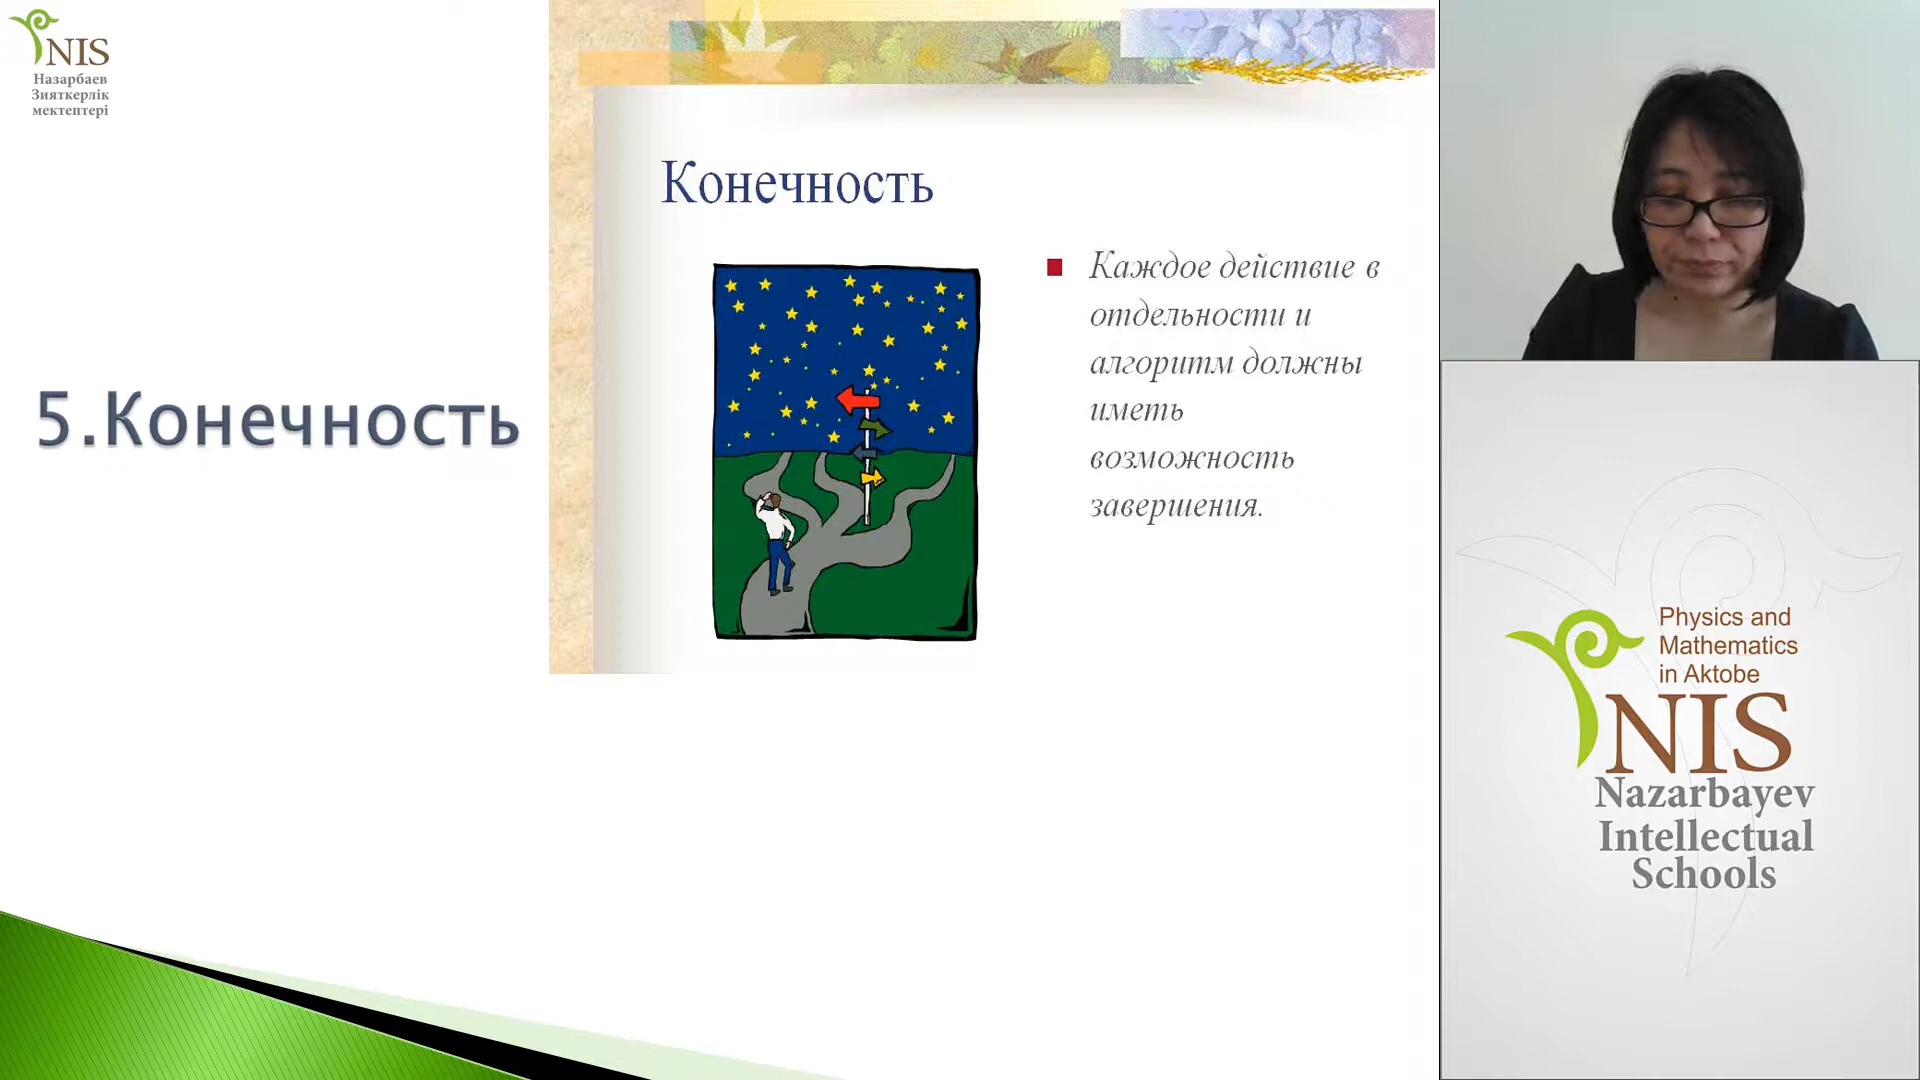 NIS
Назарбаев
Зияткерлік
мектептері
5.Конечность
Конечность
Каждое действие в
отдельности и
алгоритм должны
иметь
возможность
завершения.
Physics and
Mathematics
in Aktobe
NIS
Nazarbayev
Intellectual
Schools